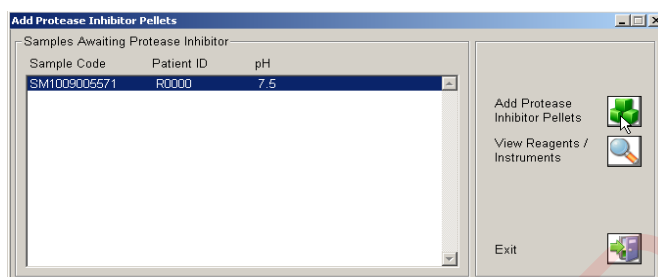 Add Protease Inhibitor Pellets
Samples Awaiting Protease Inhibitor
Sample Code Patient ID pH
SM1009005571 R0000 7.5
Add Protease
Inhibitor Pellets
View Reagents /
Instruments
Exit